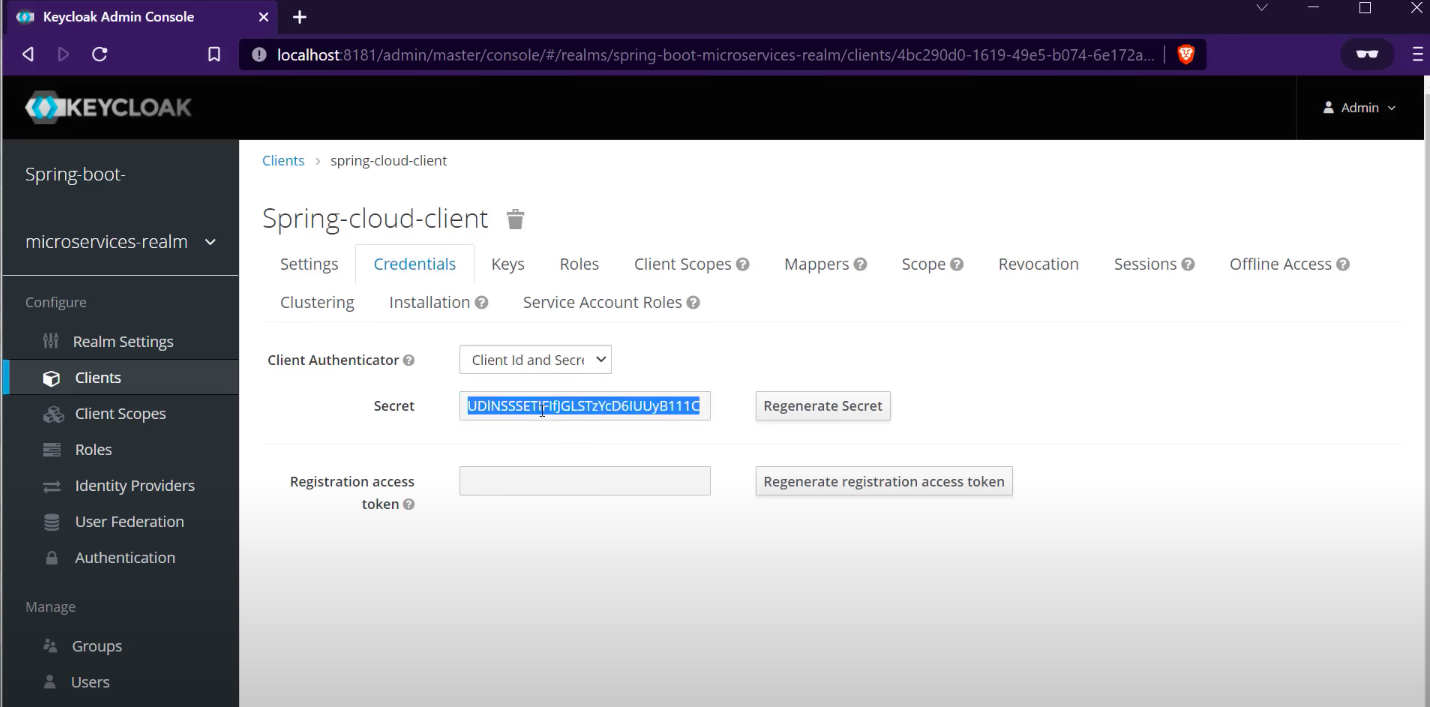 Keycloak Admin Console
localhost:8181/admin/master/console/#/realms/spring-boot-microservices-realm/clients/4bc290d0-1619-49e5-b074-6e172a...
KEYCLOAK
Admin
Spring-boot-
microservices-realm
Configure
Realm Settings
Clients
Client Scopes
Roles
Identity Providers
User Federation
Authentication
Manage
Groups
Users
Clients > spring-cloud-client
Spring-cloud-client
Settings Credentials Keys Roles Client Scopes Mappers Scope Revocation Sessions Offline Access
Clustering Installation Service Account Roles
Client Authenticator Client Id and Secre
Secret Regenerate Secret
Registration access Regenerate registration access token
token